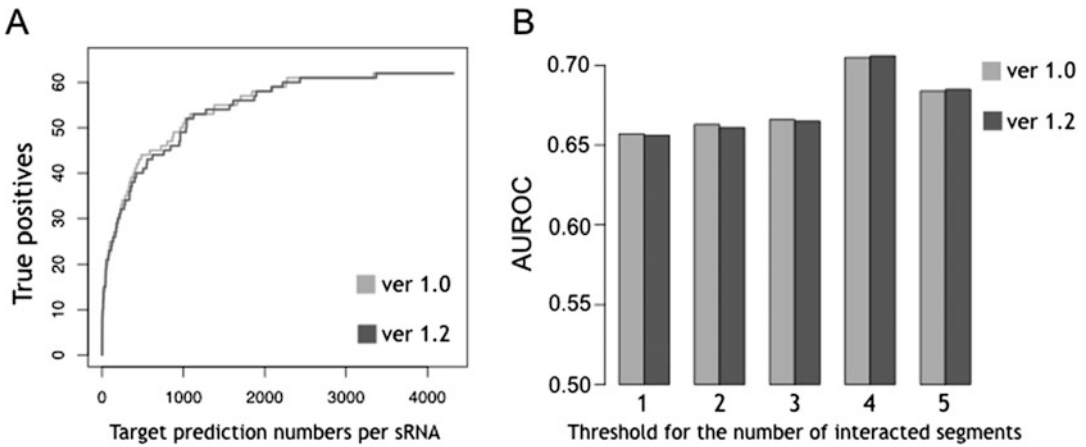 A
True positives
60
50
40
30
20
10
0
ver 1.0
ver 1.2
0 1000 2000 3000 4000
Target prediction numbers per sRNA
B
AUROC
0.70
0.65
0.60
0.55
0.50
ver 1.0
ver 1.2
1 2 3 4 5
Threshold for the number of interacted segments